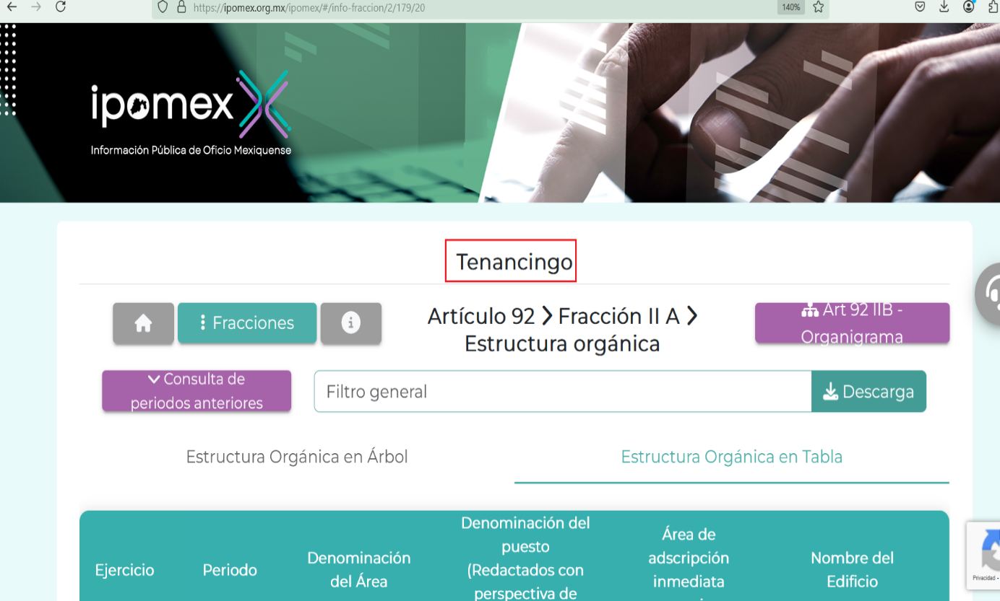 https://ipomex.org.mx/ipomex/#/info-fraccion/2/179/20
140%
ipomex
Información Pública de Oficio Mexiquense
Tenancingo
Fracciones
Artículo 92 > Fracción II A >
Estructura orgánica
Art 92 IIB -
Organigrama
Consulta de
periodos anteriores
Filtro general
Descarga
Estructura Orgánica en Árbol
Estructura Orgánica en Tabla
Ejercicio
Periodo
Denominación
del Área
Denominación del
puesto
(Redactados con
perspectiva de
Área de
adscripción
inmediata
Nombre del
Edificio
Privacidad -